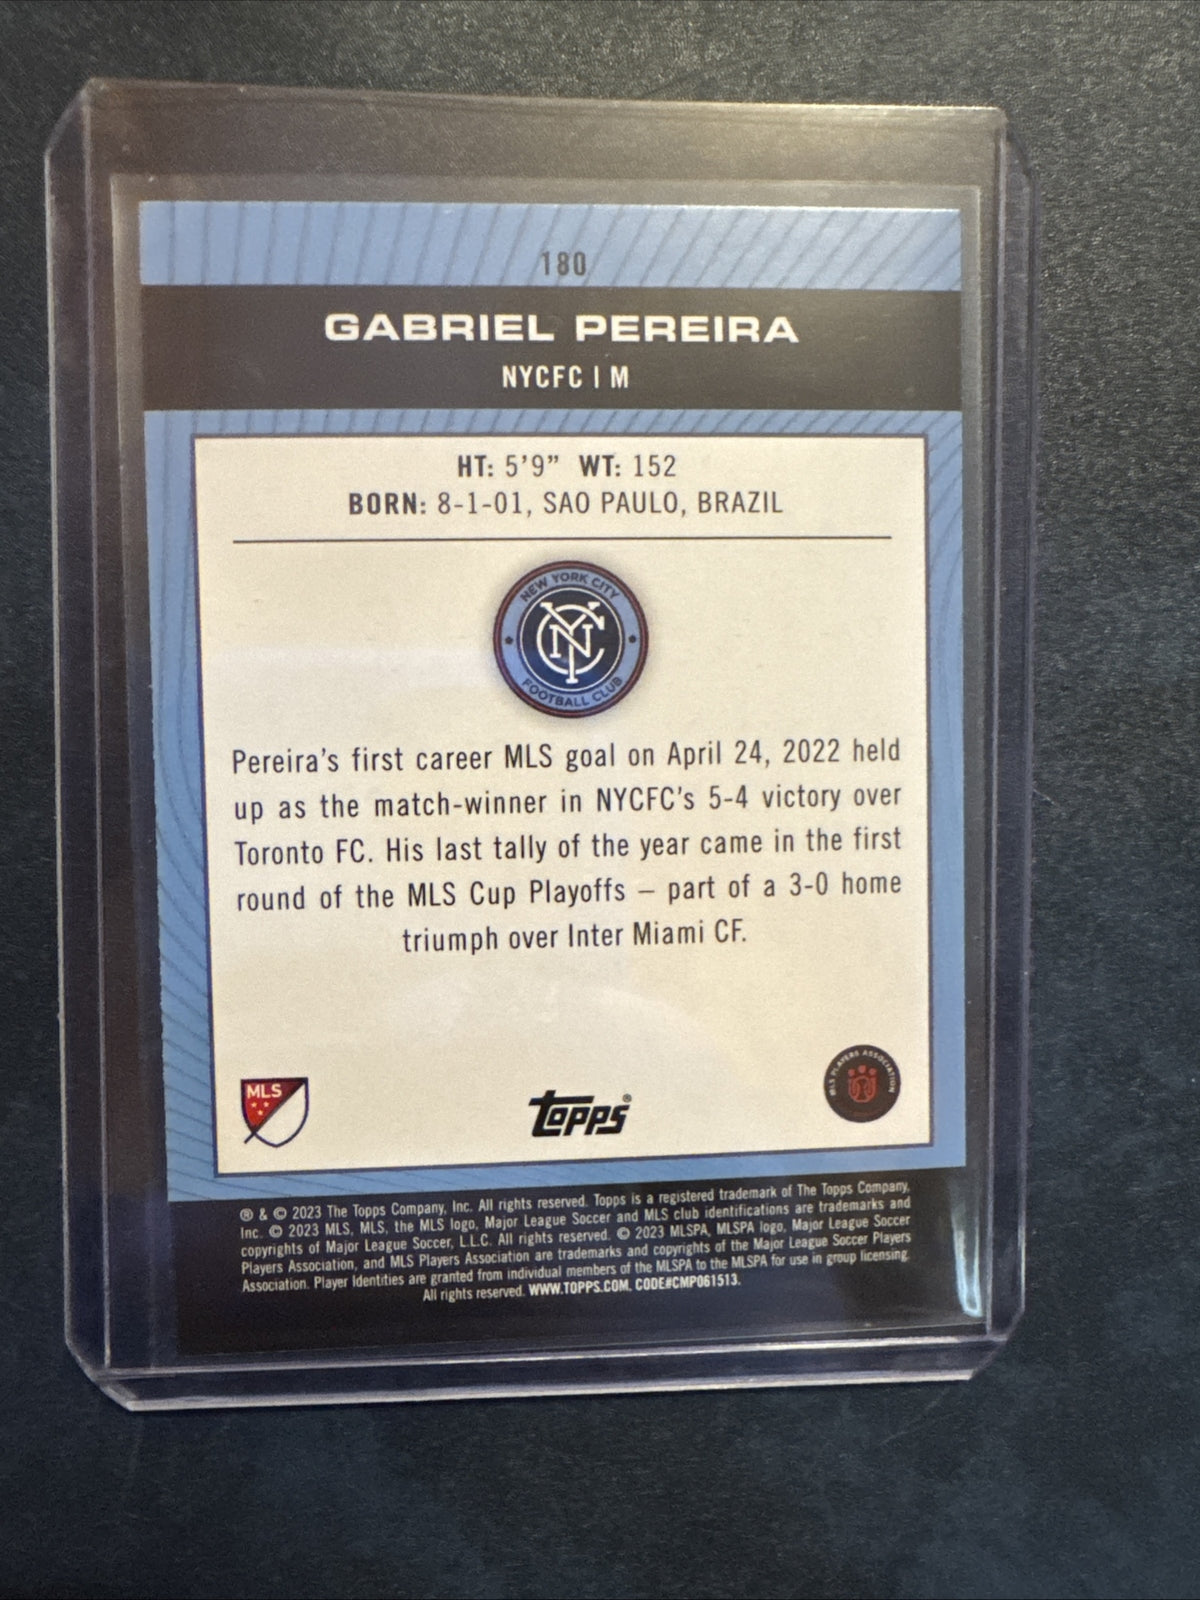 180
GABRIEL PEREIRA
NYCFC | M
HT: 5'9" WT: 152
BORN: 8-1-01, SAO PAULO, BRAZIL
NEW YORK CITY
NYC
FOOTBALL CLUB
Pereira's first career MLS goal on April 24, 2022 held
up as the match-winner in NYCFC's 5-4 victory over
Toronto FC. His last tally of the year came in the first
round of the MLS Cup Playoffs – part of a 3-0 home
triumph over Inter Miami CF.
MLS
topps®
MLS PLAYERS ASSOCIATION
® & © 2023 The Topps Company, Inc. All rights reserved. Topps is a registered trademark of The Topps Company,
Inc. © 2023 MLS, MLS, the MLS logo, Major League Soccer and MLS club identifications are trademarks and
copyrights of Major League Soccer, L.L.C. All rights reserved. © 2023 MLSPA, MLSPA logo, Major League Soccer
Players Association, and MLS Players Association are trademarks and copyrights of the Major League Soccer Players
Association. Player Identities are granted from individual members of the MLSPA to the MLSPA for use in group licensing.
All rights reserved. WWW.TOPPS.COM. CODE#CMP061513.